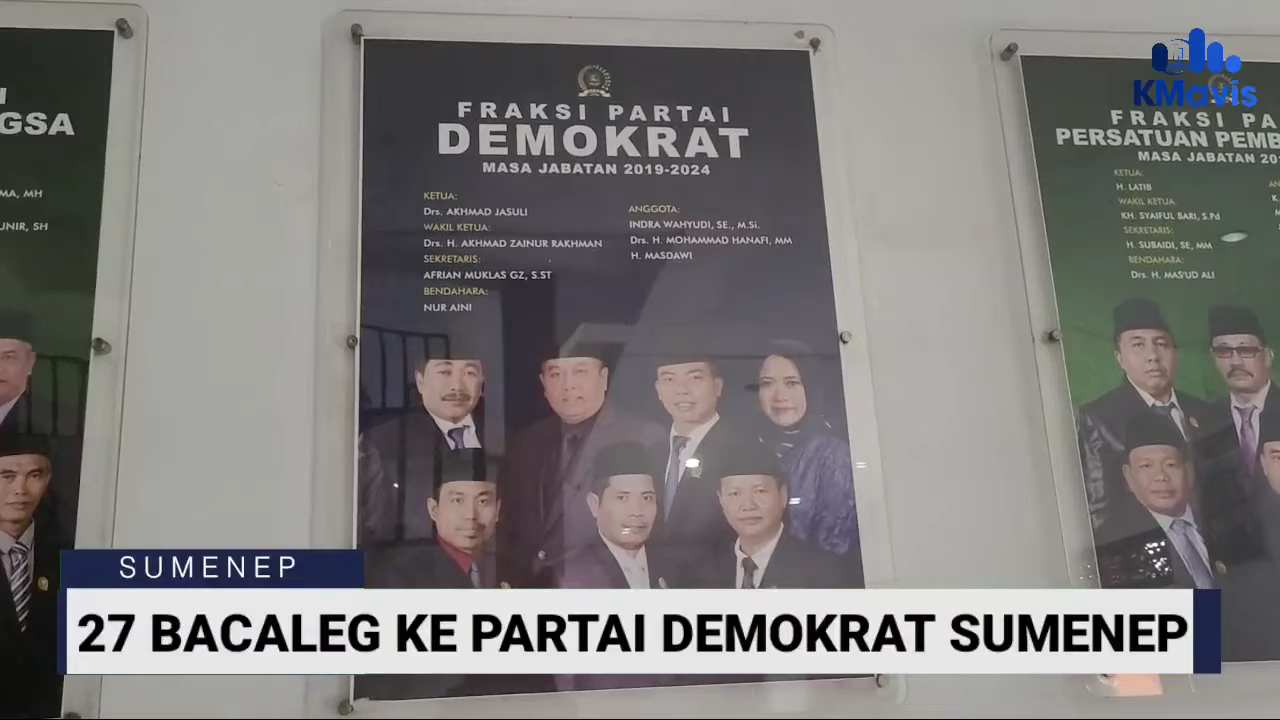 GSA
MA, MH
UNIR, SH
FRAKSI PARTAI
DEMOKRAT
MASA JABATAN 2019-2024
KETUA:
Drs. AKHMAD JASULI
WAKIL KETUA:
Drs. H. AKHMAD ZAINUR RAKHMAN
SEKRETARIS:
AFRIAN MUKLAS GZ, S.ST
BENDAHARA:
NUR AINI
ANGGOTA:
INDRA WAHYUDI, SE., M.Si.
Drs. H. MOHAMMAD HANAFI, MM
H. MASDAWI
KMavis
FRAKSI PA
PERSATUAN PEMB
MASA JABATAN 20
KETUA:
H. LATIB
WAKIL KETUA:
KH. SYAIFUL BARI, S.Pd
SEKRETARIS:
H. SUBAIDI, SE, MM
BENDAHARA:
Drs. H. MAS'UD ALI
SUMENEP
27 BACALEG KE PARTAI DEMOKRAT SUMENEP